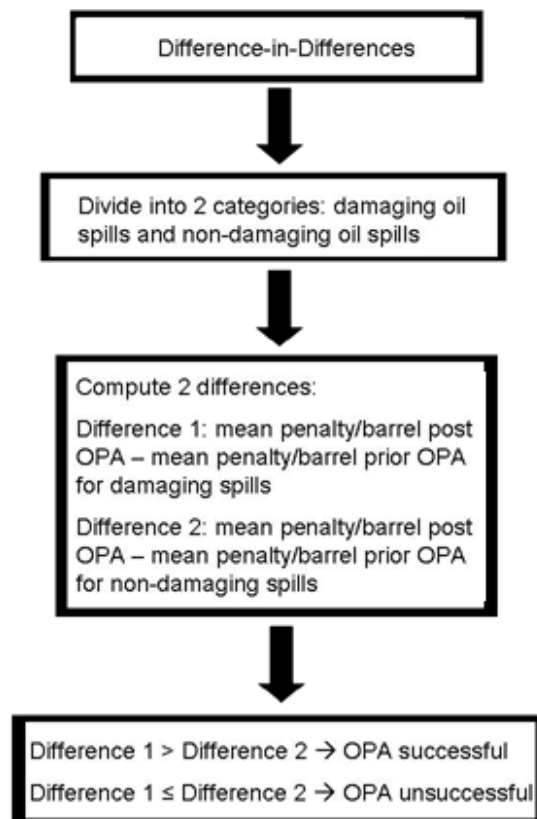 Difference-in-Differences
Divide into 2 categories: damaging oil
spills and non-damaging oil spills
Compute 2 differences:
Difference 1: mean penalty/barrel post
OPA – mean penalty/barrel prior OPA
for damaging spills
Difference 2: mean penalty/barrel post
OPA – mean penalty/barrel prior OPA
for non-damaging spills
Difference 1 > Difference 2 → OPA successful
Difference 1 ≤ Difference 2 → OPA unsuccessful